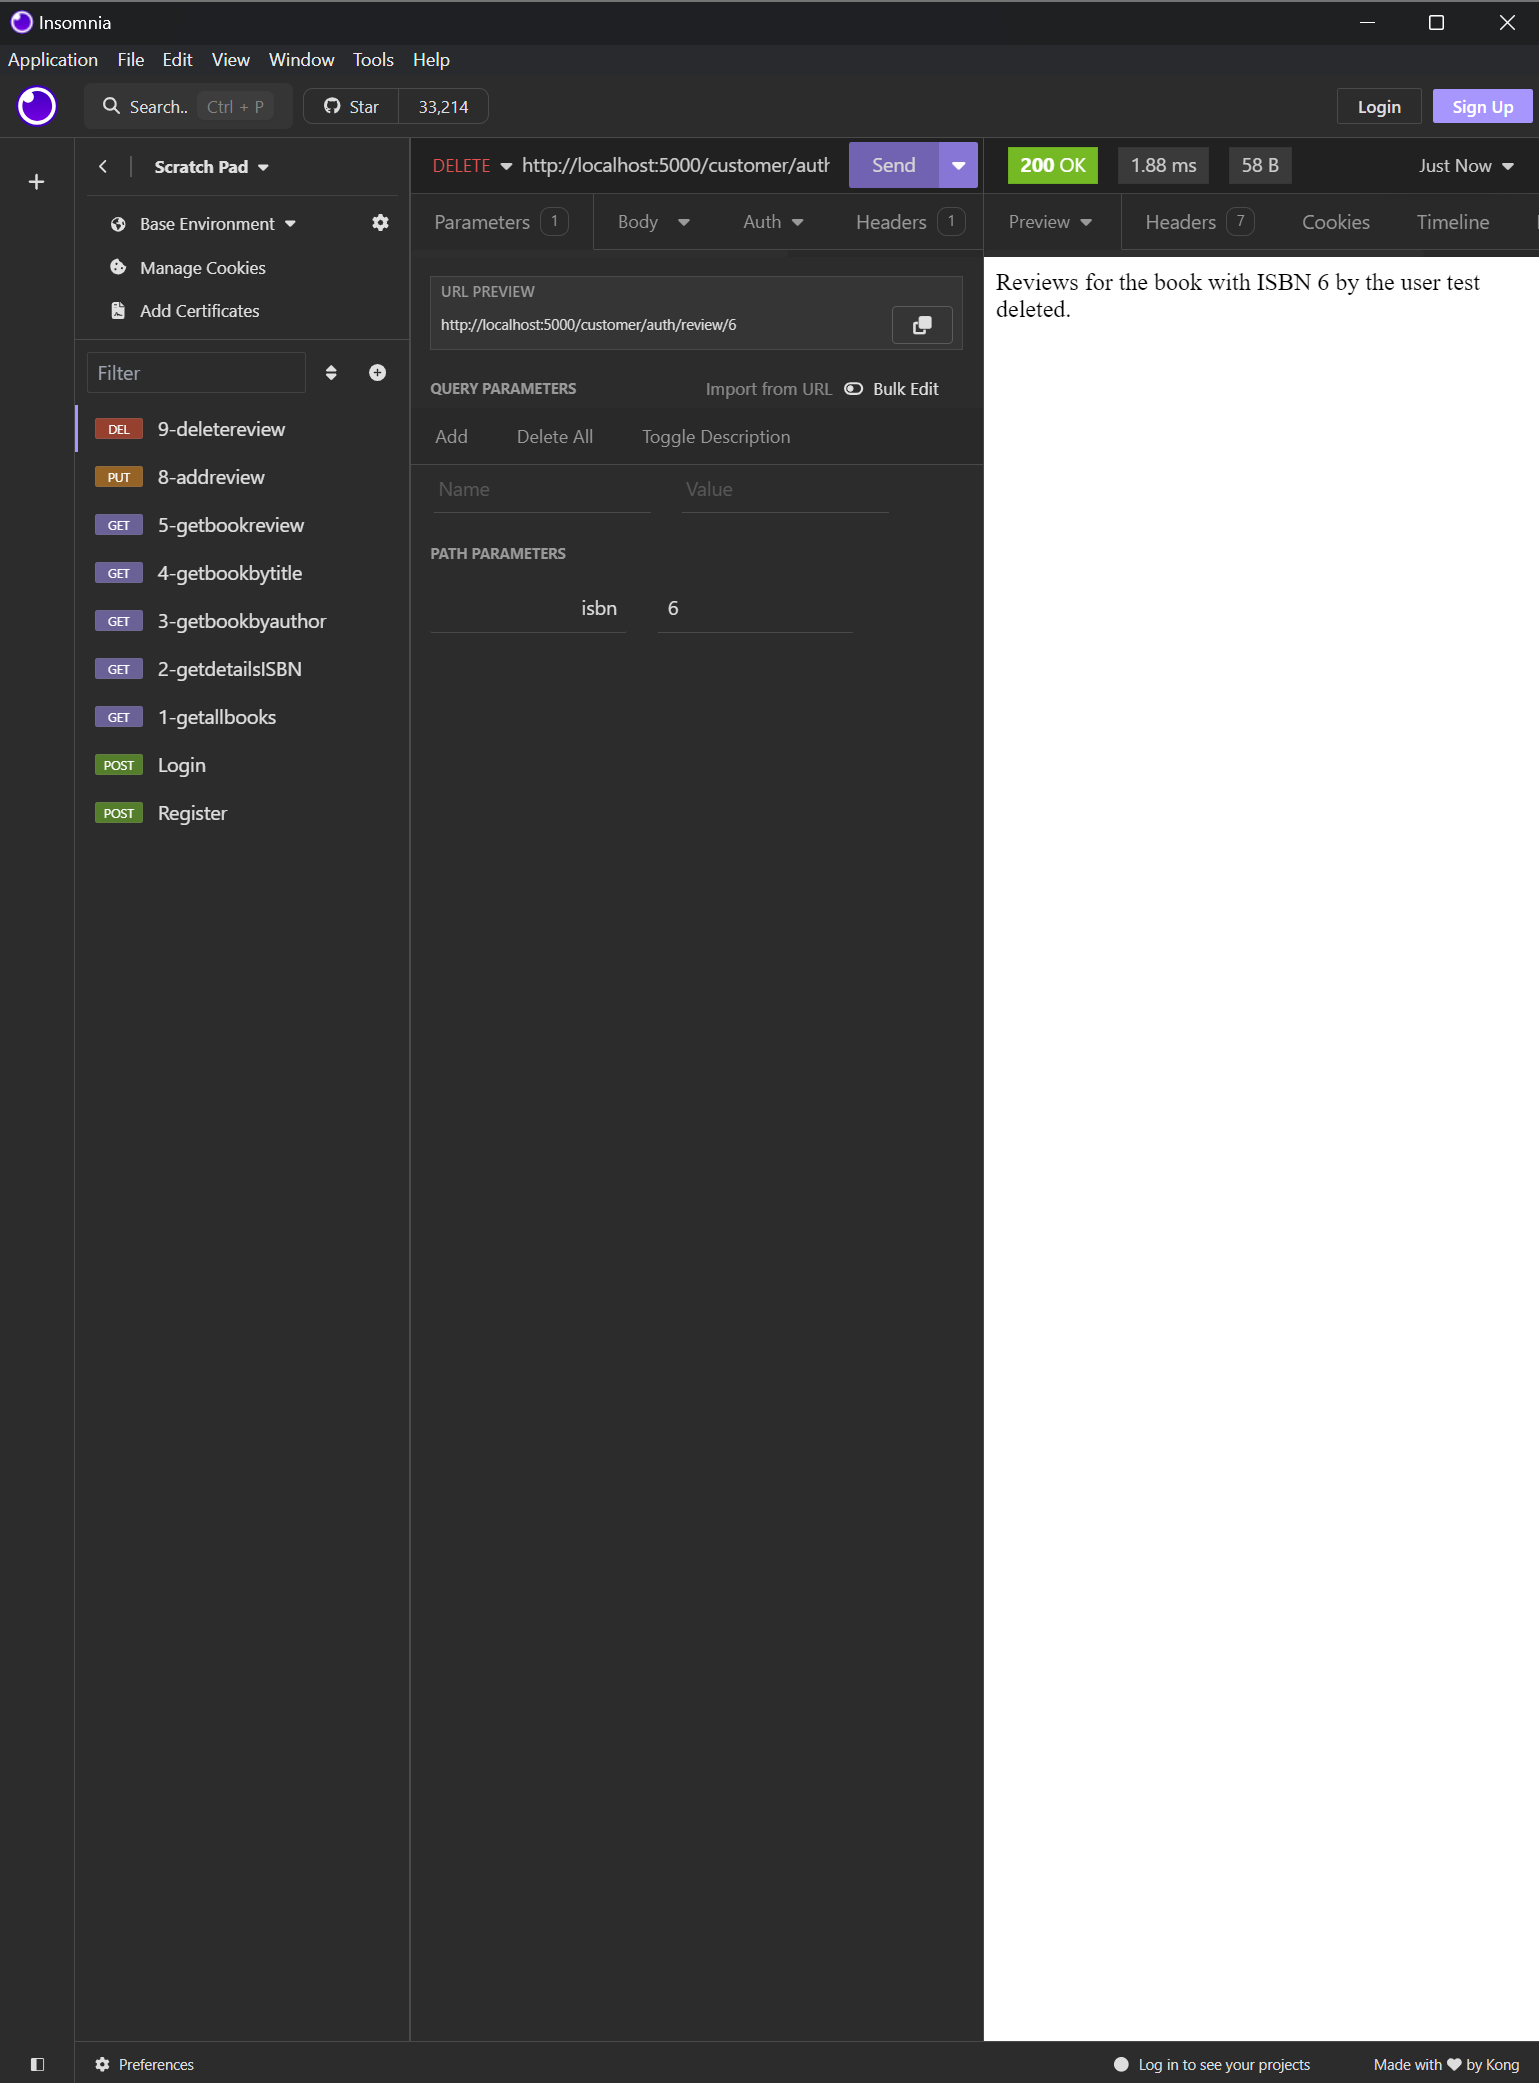 Insomnia
Application File Edit View Window Tools Help
Search.. Ctrl + P Star 33,214 Login Sign Up
Scratch Pad
Base Environment
Manage Cookies
Add Certificates
Filter
DEL 9-deletereview
PUT 8-addreview
GET 5-getbookreview
GET 4-getbookbytitle
GET 3-getbookbyauthor
GET 2-getdetailsISBN
GET 1-getallbooks
POST Login
POST Register
DELETE http://localhost:5000/customer/auth Send
Parameters 1 Body Auth Headers 1
URL PREVIEW
http://localhost:5000/customer/auth/review/6
QUERY PARAMETERS Import from URL Bulk Edit
Add Delete All Toggle Description
Name Value
PATH PARAMETERS
isbn 6
200 OK 1.88 ms 58 B Just Now
Preview Headers 7 Cookies Timeline
Reviews for the book with ISBN 6 by the user test
deleted.
Preferences Log in to see your projects Made with ♥ by Kong